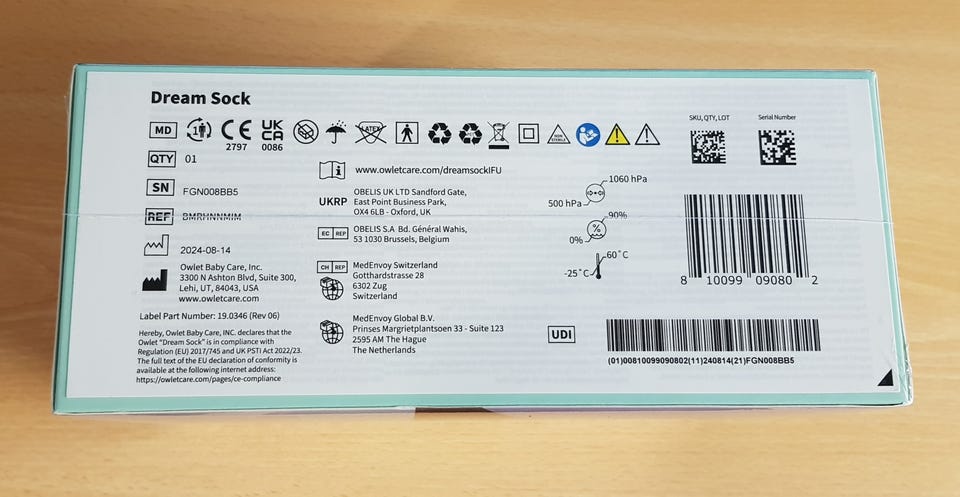 Dream Sock
MD 1 CE UK CA LATEX NON STERILE
2797 0086
QTY 01
SN FGN008BB5
REF BMRHNNMIM
2024-08-14
Owlet Baby Care, Inc.
3300 N Ashton Blvd, Suite 300,
Lehi, UT, 84043, USA
www.owletcare.com
Label Part Number: 19.0346 (Rev 06)
Hereby, Owlet Baby Care, INC. declares that the
Owlet "Dream Sock" is in compliance with
Regulation (EU) 2017/745 and UK PSTI Act 2022/23.
The full text of the EU declaration of conformity is
available at the following internet address:
https://owletcare.com/pages/ce-compliance
www.owletcare.com/dreamsockIFU
UKRP
OBELIS UK LTD Sandford Gate,
East Point Business Park,
OX4 6LB - Oxford, UK
EC REP
OBELIS S.A Bd. Général Wahis,
53 1030 Brussels, Belgium
CH REP
MedEnvoy Switzerland
Gotthardstrasse 28
6302 Zug
Switzerland
MedEnvoy Global B.V.
Prinses Margrietplantsoen 33 - Suite 123
2595 AM The Hague
The Netherlands
1060 hPa
500 hPa
90%
%
0%
60°C
-25°C
SKU, QTY, LOT
Serial Number
8 10099 09080 2
UDI
(01)00810099090802(11)240814(21)FGN008BB5